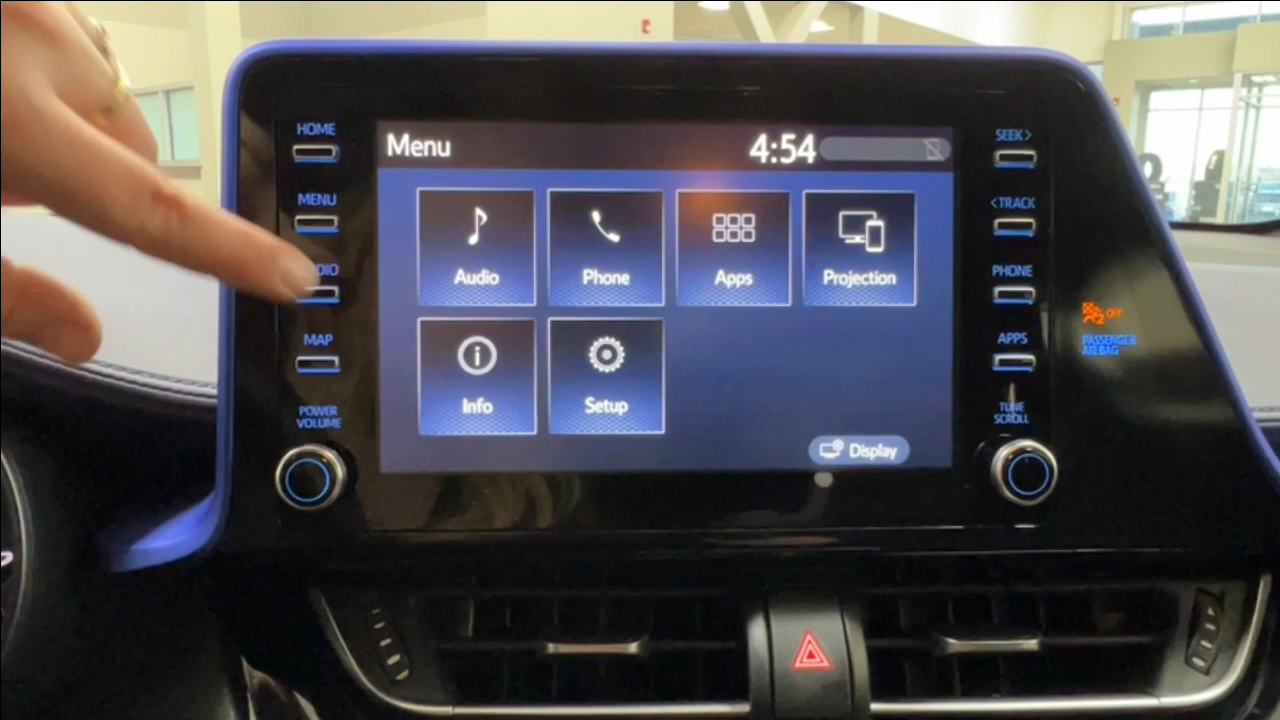 HOME
MENU
MAP
POWER
VOLUME
Menu
4:54
Audio
Phone
Apps
Projection
Info
Setup
Display
SEEK>
<TRACK
PHONE
APPS
TUNE
SCROLL
2 OFF
PASSENGER
AIR BAG